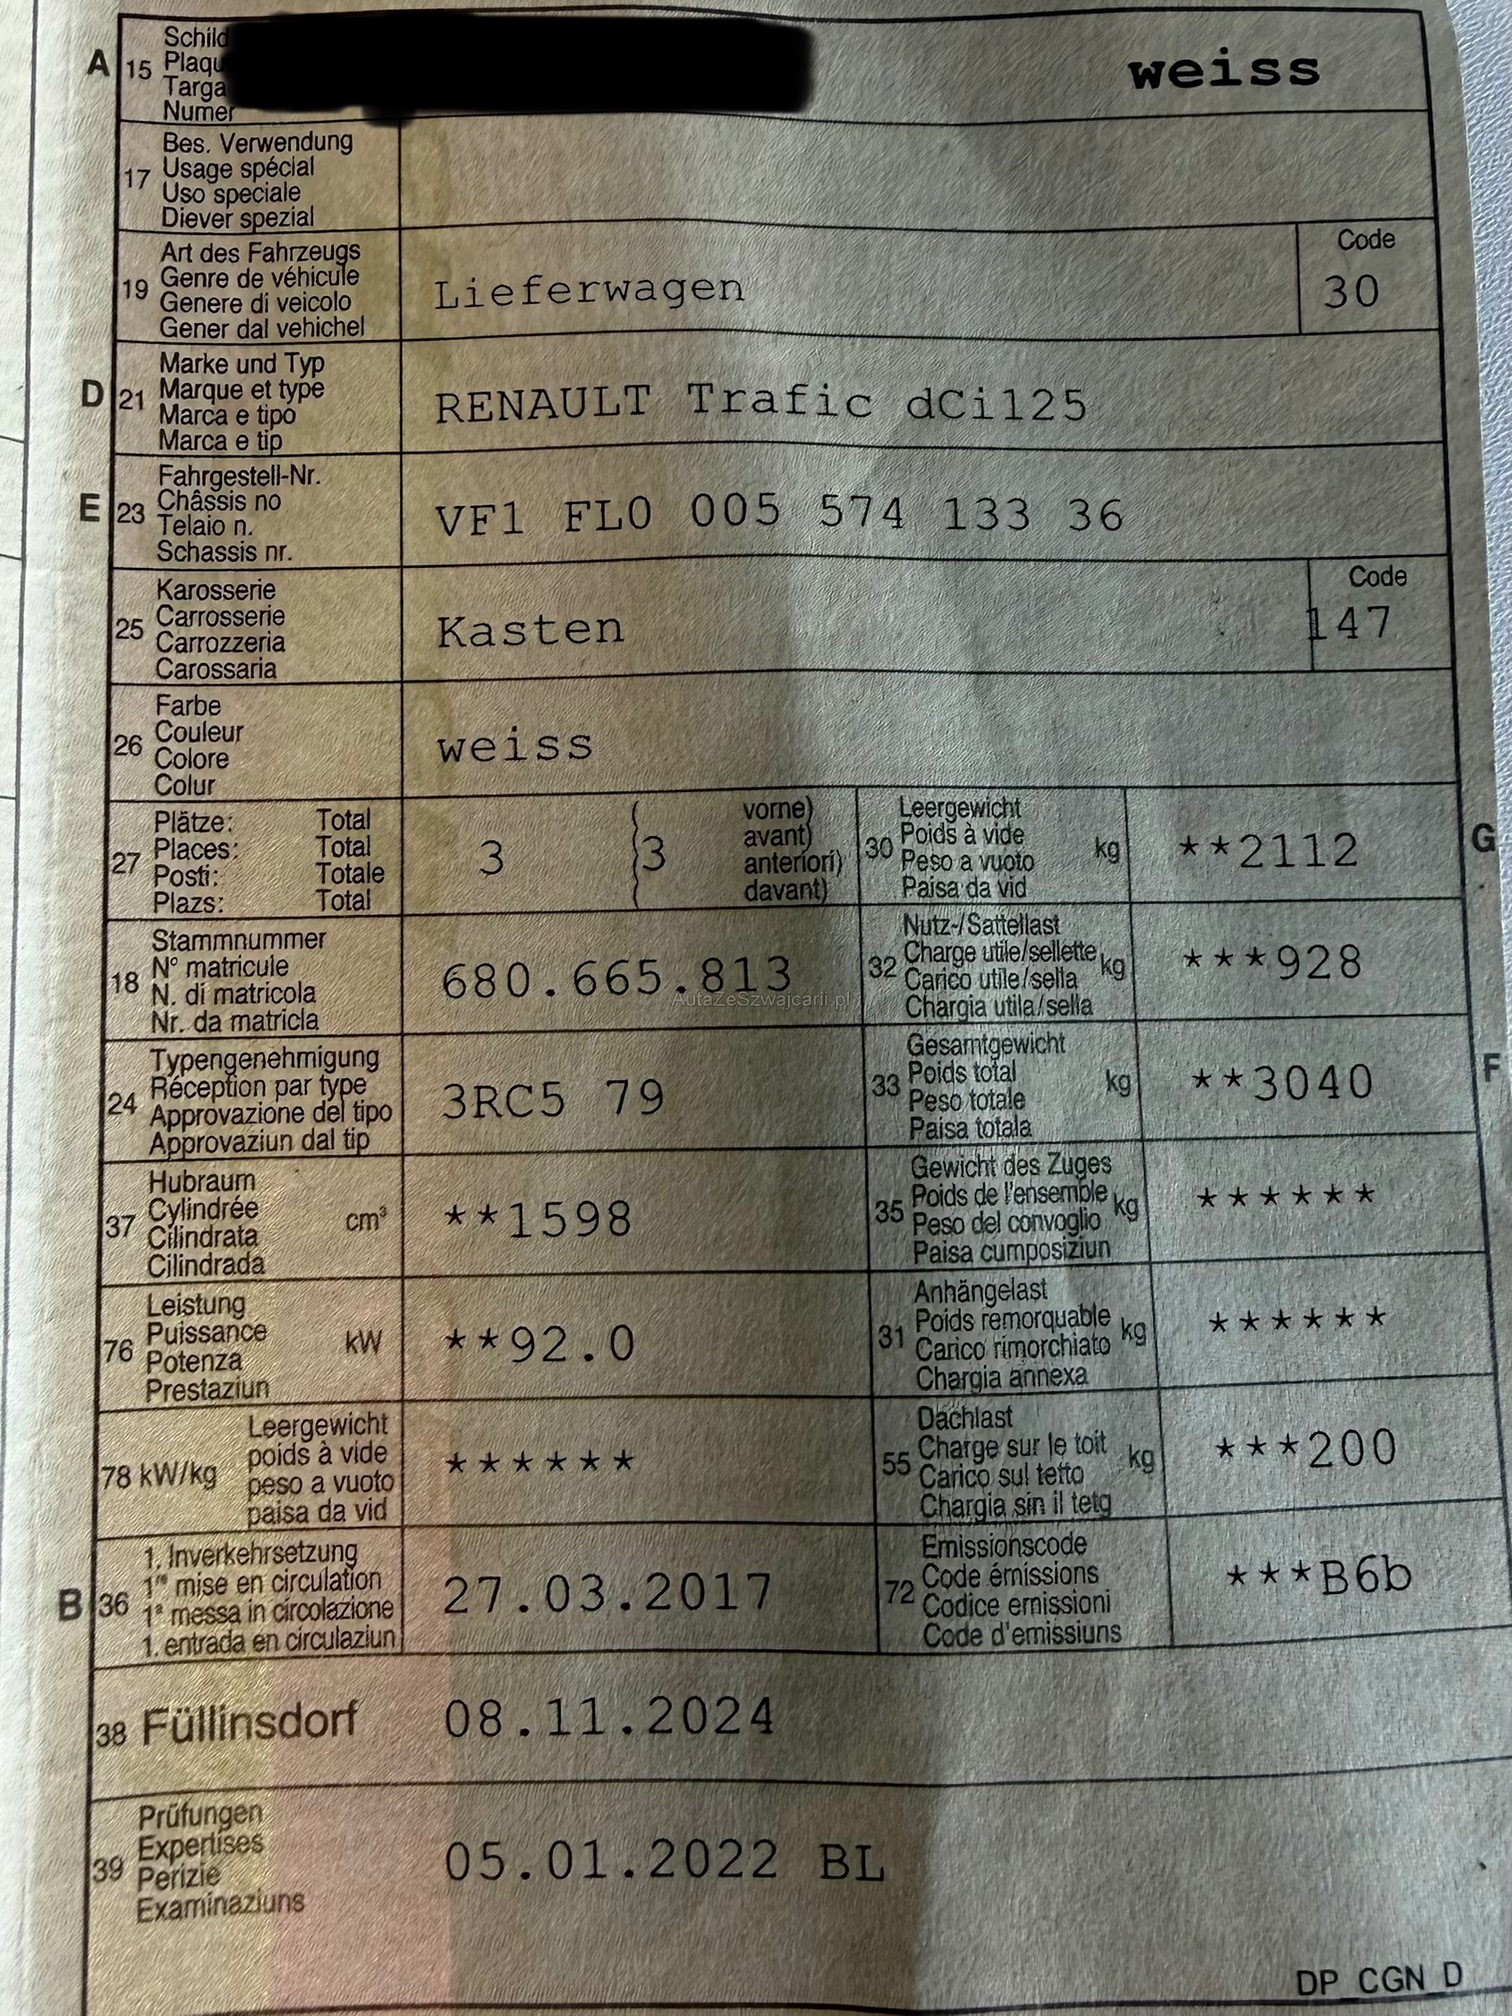 A 15 Schild weiss
Plaqu
Targa
Numer
17 Bes. Verwendung
Usage spécial
Uso speciale
Diever spezial
19 Art des Fahrzeugs
Genre de véhicule
Genere di veicolo
Gener dal vehichel
Lieferwagen
Code
30
D 21 Marke und Typ
Marque et type
Marca e tipo
Marca e tip
RENAULT Trafic dCi125
E 23 Fahrgestell-Nr.
Châssis no
Telaio n.
Schassis nr.
VF1 FL0 005 574 133 36
25 Karosserie
Carrosserie
Carrozzeria
Carossaria
Kasten
Code
147
26 Farbe
Couleur
Colore
Colur
weiss
27 Plätze: Total
Places: Total
Posti: Totale
Plazs: Total
3 (3 vorne)
avant)
anteriori)
davant)
30 Leergewicht
Poids à vide
Peso a vuoto
Paisa da vid
kg **2112 G
18 Stammnummer
N° matricule
N. di matricola
Nr. da matricla
680.665.813
AutaZeSzwajcarii.pl
32 Nutz-/Sattellast
Charge utile/sellette
Carico utile/sella
Chargia utila/sella
kg ***928
24 Typengenehmigung
Réception par type
Approvazione del tipo
Approvaziun dal tip
3RC5 79
33 Gesamtgewicht
Poids total
Peso totale
Paisa totala
kg **3040 F
37 Hubraum
Cylindrée
Cilindrata
Cilindrada
cm³ **1598
35 Gewicht des Zuges
Poids de l'ensemble
Peso del convoglio
Paisa cumposiziun
kg ******
76 Leistung
Puissance
Potenza
Prestaziun
kW **92.0
31 Anhängelast
Poids remorquable
Carico rimorchiato
Chargia annexa
kg ******
78 kW/kg Leergewicht
poids à vide
peso a vuoto
paisa da vid
******
55 Dachlast
Charge sur le toit
Carico sul tetto
Chargia sin il tetg
kg ***200
B 36 1. Inverkehrsetzung
1re mise en circulation
1a messa in circolazione
1. entrada en circulaziun
27.03.2017
72 Emissionscode
Code émissions
Codice emissioni
Code d'emissiuns
***B6b
38 Füllinsdorf 08.11.2024
39 Prüfungen
Expertises
Perizie
Examinaziuns
05.01.2022 BL
DP_CGN_D